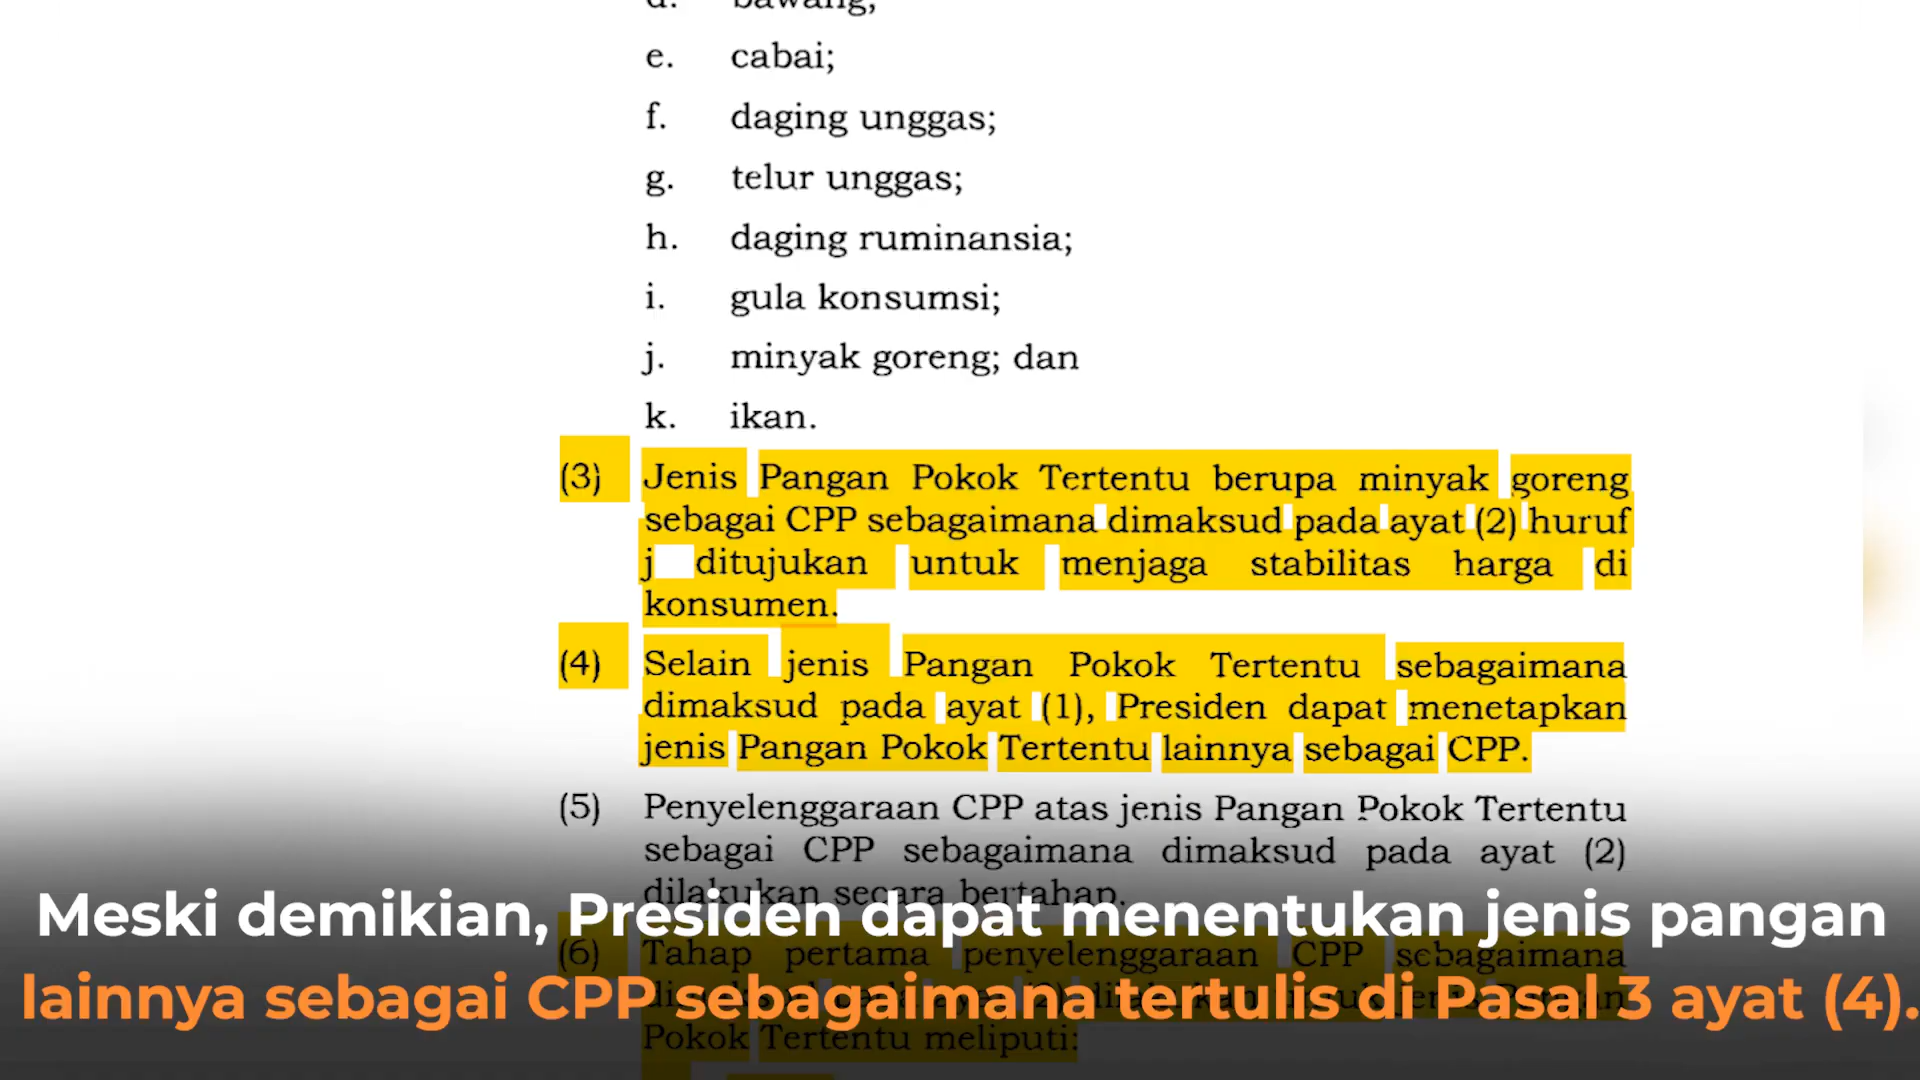 d. bawang;
e. cabai;
f. daging unggas;
g. telur unggas;
h. daging ruminansia;
i. gula konsumsi;
j. minyak goreng; dan
k. ikan.
(3) Jenis Pangan Pokok Tertentu berupa minyak goreng
sebagai CPP sebagaimana dimaksud pada ayat (2) huruf
j ditujukan untuk menjaga stabilitas harga di
konsumen.
(4) Selain jenis Pangan Pokok Tertentu sebagaimana
dimaksud pada ayat (1), Presiden dapat menetapkan
jenis Pangan Pokok Tertentu lainnya sebagai CPP.
(5) Penyelenggaraan CPP atas jenis Pangan Pokok Tertentu
sebagai CPP sebagaimana dimaksud pada ayat (2)
dilakukan secara bertahap.
Meski demikian, Presiden dapat menentukan jenis pangan
(6) Tahap pertama penyelenggaraan CPP sebagaimana
lainnya sebagai CPP sebagaimana tertulis di Pasal 3 ayat (4).
Pokok Tertentu meliputi: